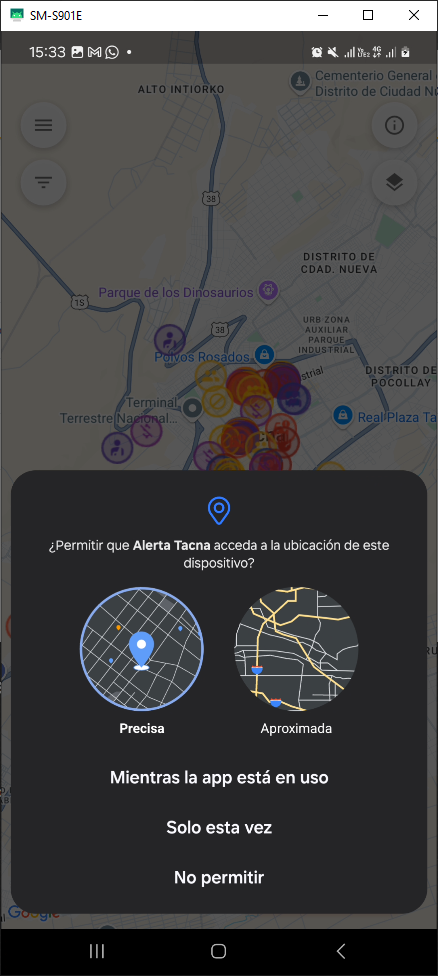 SM-S901E
15:33
4G
ALTO INTIORKO
Cementerio General
Distrito de Ciudad N
38
DISTRITO DE
CDAD. NUEVA
Parque de los Dinosaurios
1S
38
URB ZONA
AUXILIAR
PARQUE
INDUSTRIAL
Polvos Rosados
DISTRITO DE
POCOLLAY
Terminal
Terrestre Nacional...
Real Plaza Ta
¿Permitir que Alerta Tacna acceda a la ubicación de este
dispositivo?
Precisa
Aproximada
Mientras la app está en uso
Solo esta vez
No permitir
Google